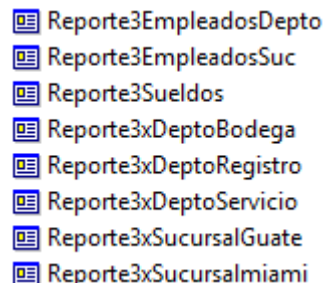 Reporte3EmpleadosDepto
Reporte3EmpleadosSuc
Reporte3Sueldos
Reporte3xDeptoBodega
Reporte3xDeptoRegistro
Reporte3xDeptoServicio
Reporte3xSucursalGuate
Reporte3xSucursalmiami